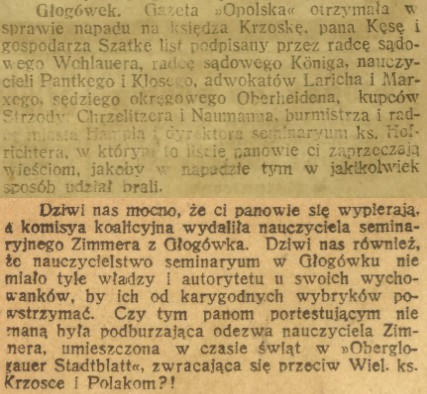 Głogówek. Gazeta »Opolska« otrzymała w
sprawie napadu na księdza Krzoskę, pana Kęsę i
gospodarza Szatke list podpisany przez radcę sądo-
wego Wohlauera, radcę sądowego Königa, nauczy-
cieli Pantkego i Klosego, adwokatów Laricha i Mar-
xego, sędziego okręgowego Oberheidena, kupców
Strzody Chrzelitzera i Naumanna, burmistrza i rad-
miasta i dyrektora seminaryum ks. Hof-
richtera, w którym to liście panowie ci zaprzeczają
wieściom, jakoby w napadzie tym w jakikolwiek
sposób udział brali.
Dziwi nas mocno, że ci panowie się wypierają,
a komisya koalicyjna wydaliła nauczyciela semina-
ryjnego Zimmera z Głogówka. Dziwi nas również,
że nauczycielstwo seminaryum w Głogówku nie
miało tyle władzy i autorytetu u swoich wycho-
wanków, by ich od karygodnych wybryków po-
wstrzymać. Czy tym panom portestującym nie
znaną była podburzająca odezwa nauczyciela Zim-
mera, umieszczona w czasie świąt w »Oberglo-
gauer Stadtblatt«, zwracająca się przeciw Wiel. ks.
Krzosce i Polakom?!